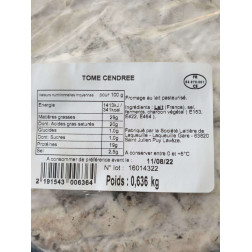 TOME CENDREE
Valeurs nutritionnelles moyennes pour 100 g
Energie 1413kJ / 341kcal
Matières grasses 29g
Dont: Acides gras saturés 20g
Glucides 1,0g
Dont: Sucres 1,0g
Protéines 19g
Sel 2,5g
FR
CE
Fromage au lait pasteurisé.
Ingrédients : Lait (France), sel,
ferments, charbon végétal ( E153,
E422, E464 ).
Fabriqué par la Société Laitière de
Laqueuille - Laqueuille Gare - 63820
Saint Julien Puy Lavèze.
A conserver entre 0 et +6°C
A consommer de préférence avant le 11/08/22
N° lot : 16014322
2 191543 006364
Poids : 0,636 kg